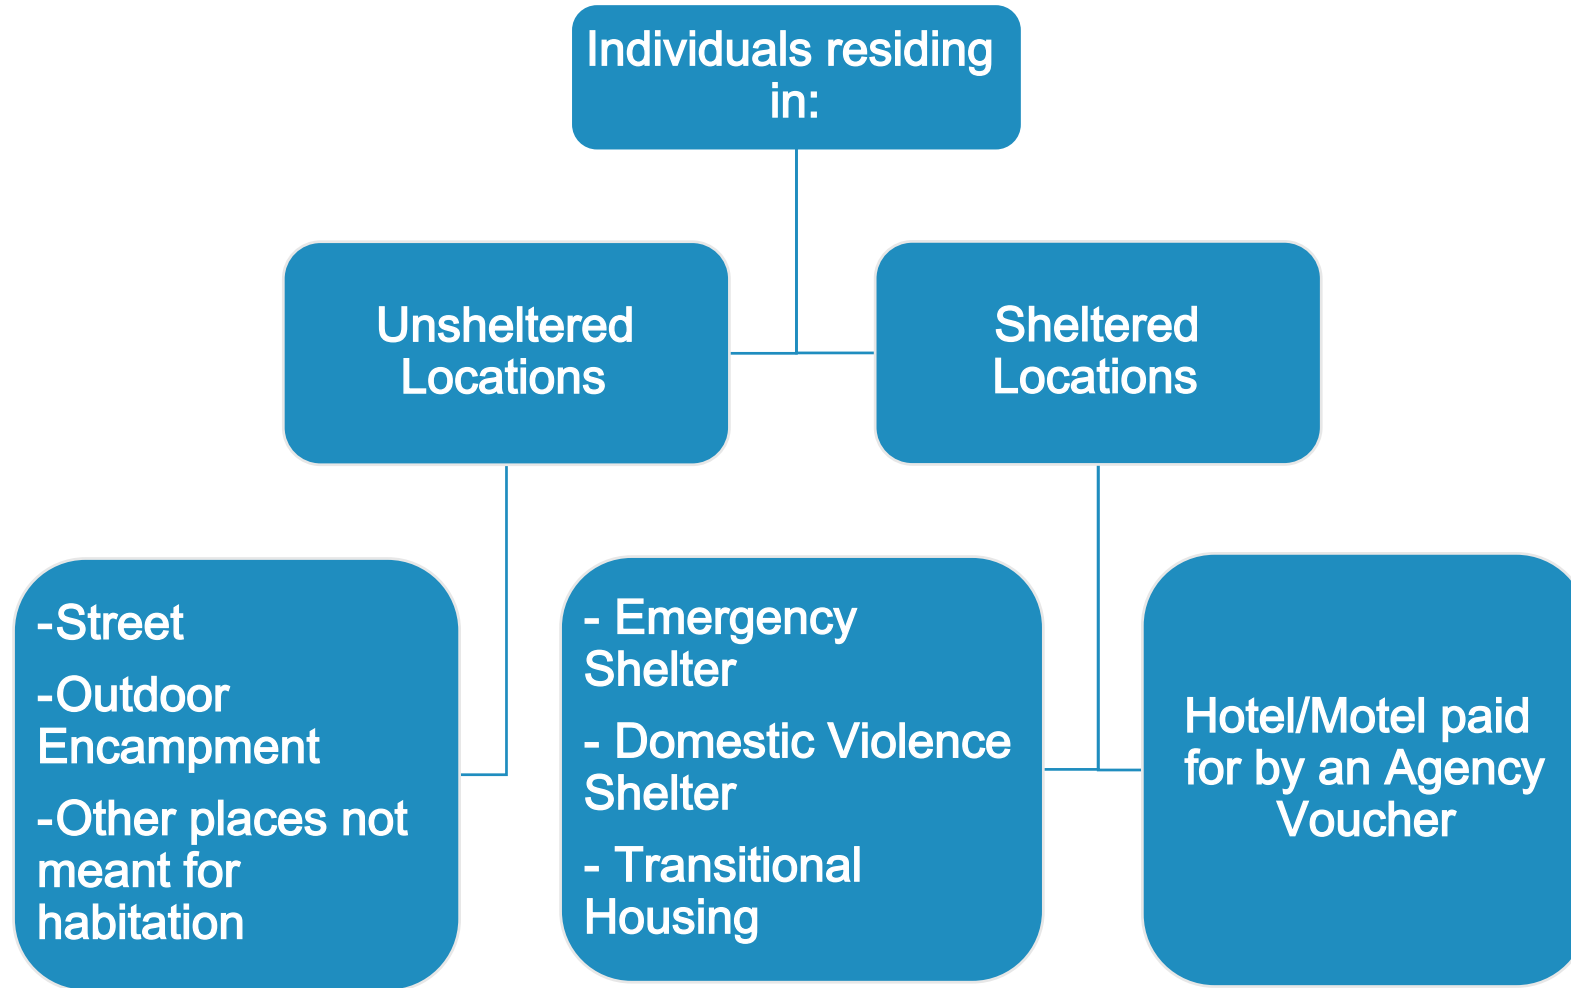 Individuals residing
in:
Unsheltered
Locations
Sheltered
Locations
-Street
-Outdoor
Encampment
-Other places not
meant for
habitation
- Emergency
Shelter
- Domestic Violence
Shelter
- Transitional
Housing
Hotel/Motel paid
for by an Agency
Voucher